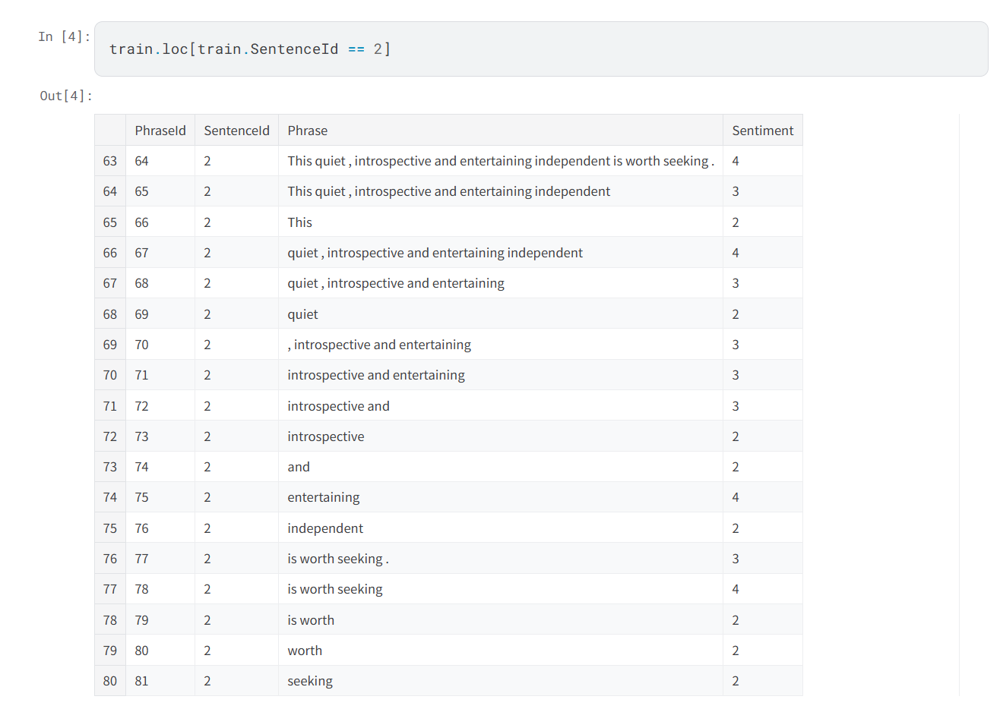 In [4]:
train.loc[train.SentenceId == 2]
Out[4]:
PhraseId SentenceId Phrase Sentiment
63 64 2 This quiet , introspective and entertaining independent is worth seeking . 4
64 65 2 This quiet , introspective and entertaining independent 3
65 66 2 This 2
66 67 2 quiet , introspective and entertaining independent 4
67 68 2 quiet , introspective and entertaining 3
68 69 2 quiet 2
69 70 2 , introspective and entertaining 3
70 71 2 introspective and entertaining 3
71 72 2 introspective and 3
72 73 2 introspective 2
73 74 2 and 2
74 75 2 entertaining 4
75 76 2 independent 2
76 77 2 is worth seeking . 3
77 78 2 is worth seeking 4
78 79 2 is worth 2
79 80 2 worth 2
80 81 2 seeking 2